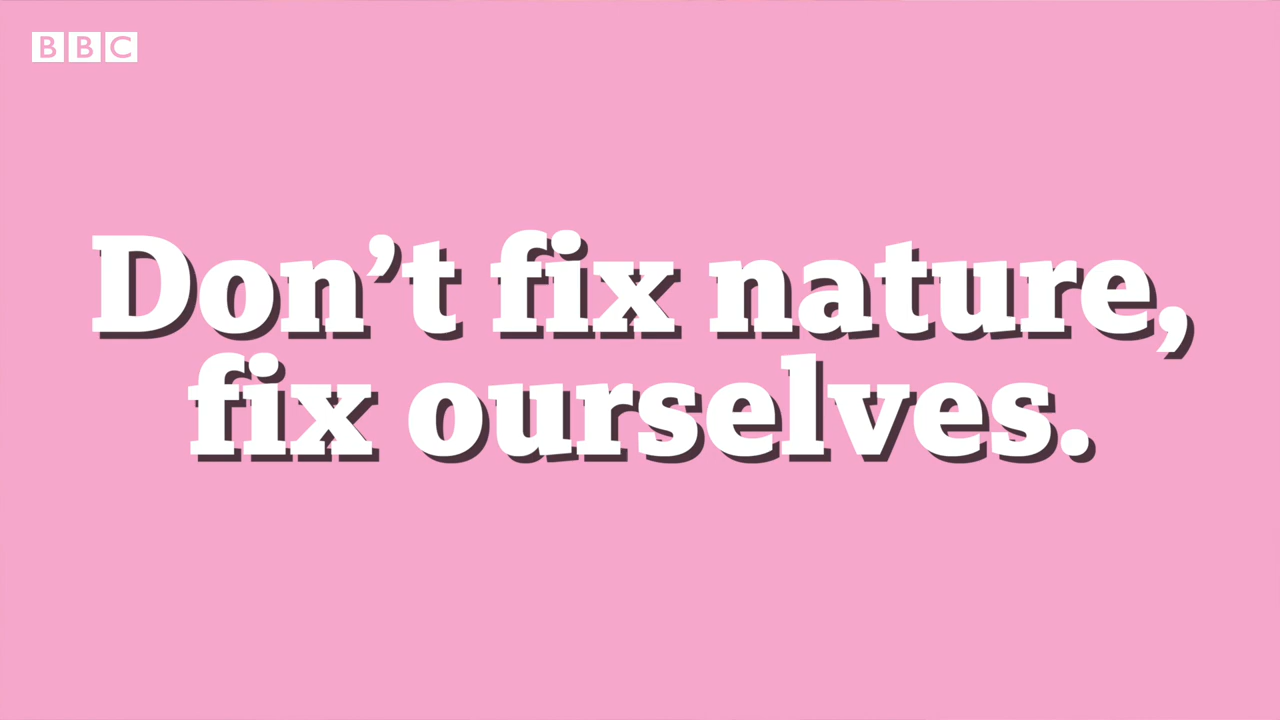 BBC
Don’t fix nature,
fix ourselves.